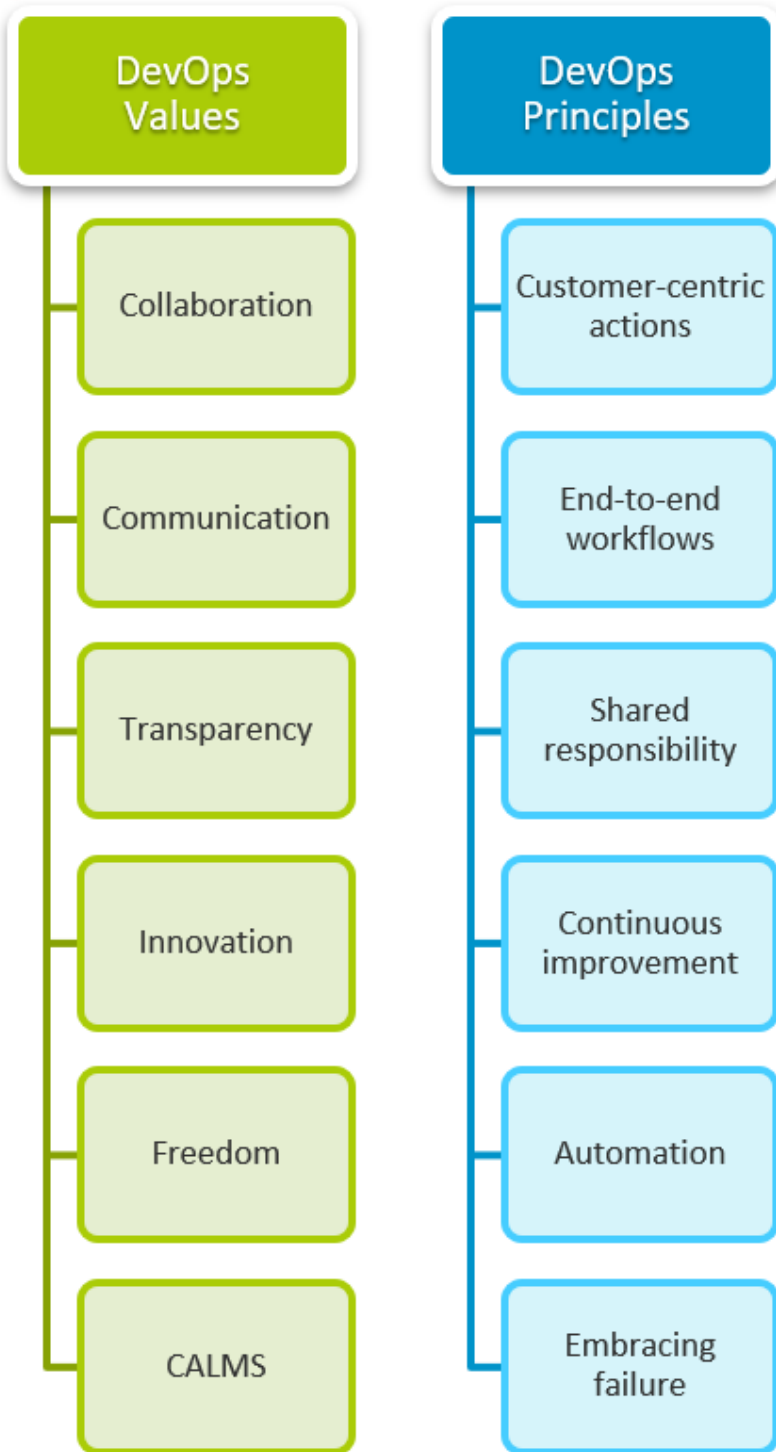 DevOps
Values
Collaboration
Communication
Transparency
Innovation
Freedom
CALMS
DevOps
Principles
Customer-centric
actions
End-to-end
workflows
Shared
responsibility
Continuous
improvement
Automation
Embracing
failure